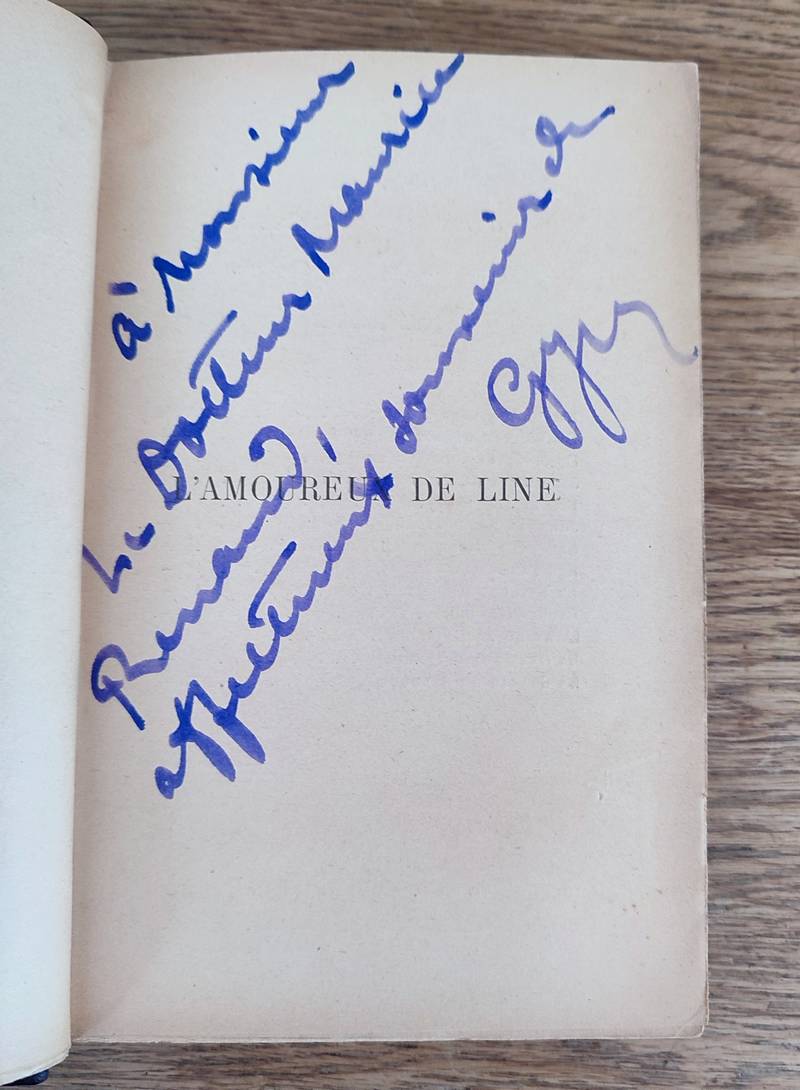 à Monsieur
Le Docteur Maurice
Renaud,
affectueux souvenir de
Gyp
L'AMOUREUX DE LINE